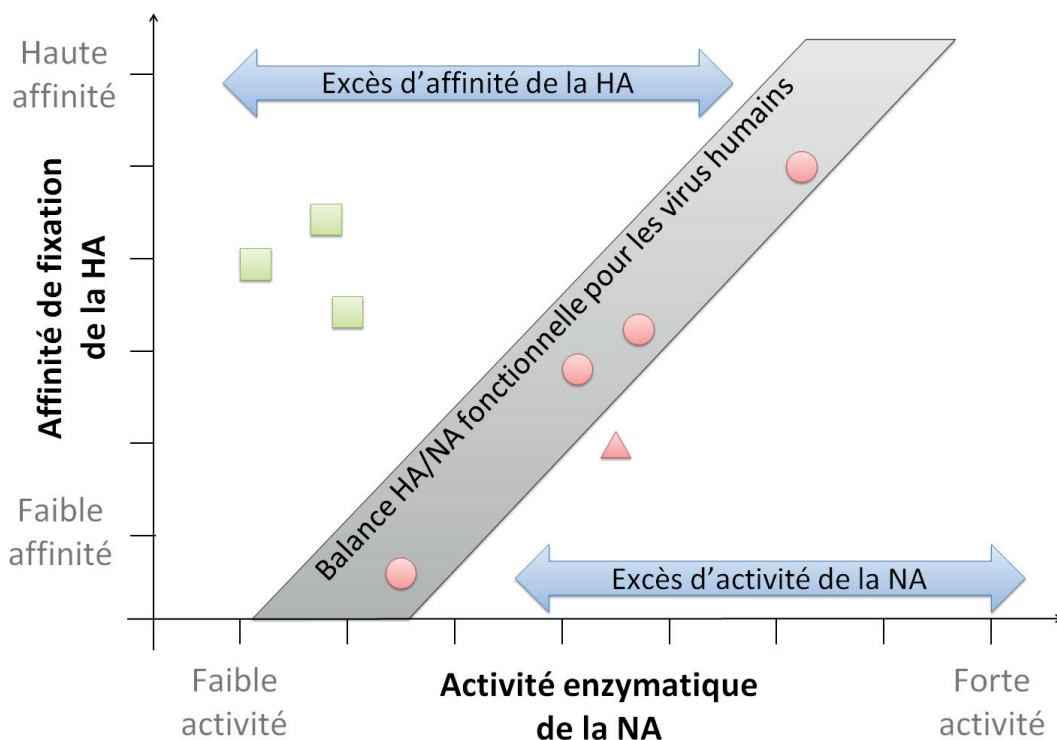 Haute
affinité
Excès d’affinité de la HA
Affinité de fixation
de la HA
Balance HA/NA fonctionnelle pour les virus humains
Faible
affinité
Excès d’activité de la NA
Faible
activité
Activité enzymatique
de la NA
Forte
activité